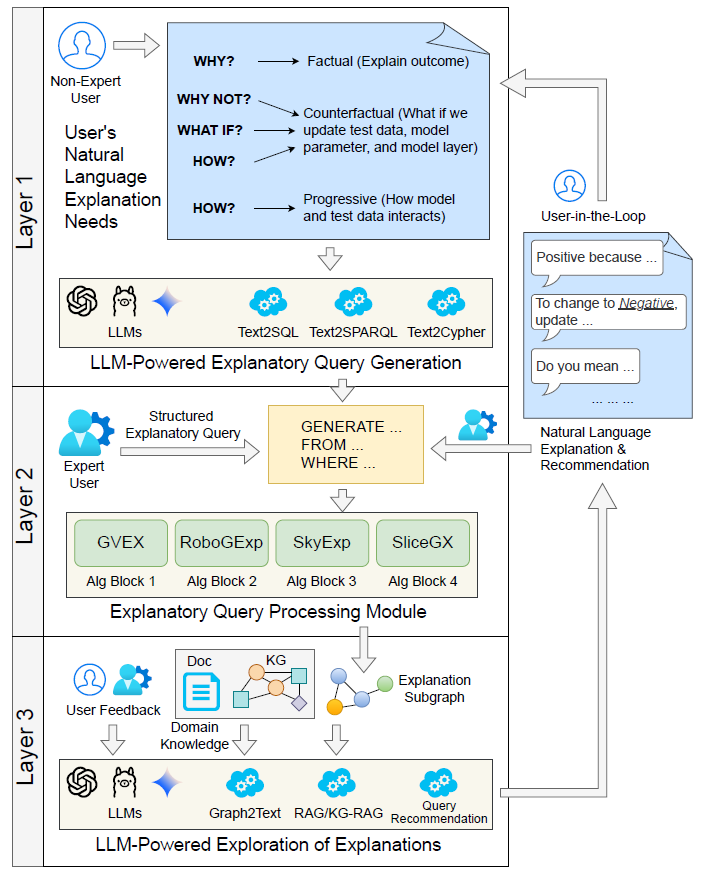 Layer 1
Non-Expert
User
User's
Natural
Language
Explanation
Needs
WHY?
Factual (Explain outcome)
WHY NOT?
WHAT IF?
HOW?
Counterfactual (What if we
update test data, model
parameter, and model layer)
HOW?
Progressive (How model
and test data interacts)
LLMs
Text2SQL
Text2SPARQL
Text2Cypher
LLM-Powered Explanatory Query Generation
User-in-the-Loop
Positive because ...
To change to Negative,
update ...
Do you mean ...
... ... ...
Natural Language
Explanation &
Recommendation
Layer 2
Expert
User
Structured
Explanatory Query
GENERATE ...
FROM ...
WHERE ...
GVEX
RoboGExp
SkyExp
SliceGX
Alg Block 1
Alg Block 2
Alg Block 3
Alg Block 4
Explanatory Query Processing Module
Layer 3
User Feedback
Doc
KG
Domain
Knowledge
Explanation
Subgraph
LLMs
Graph2Text
RAG/KG-RAG
Query
Recommendation
LLM-Powered Exploration of Explanations